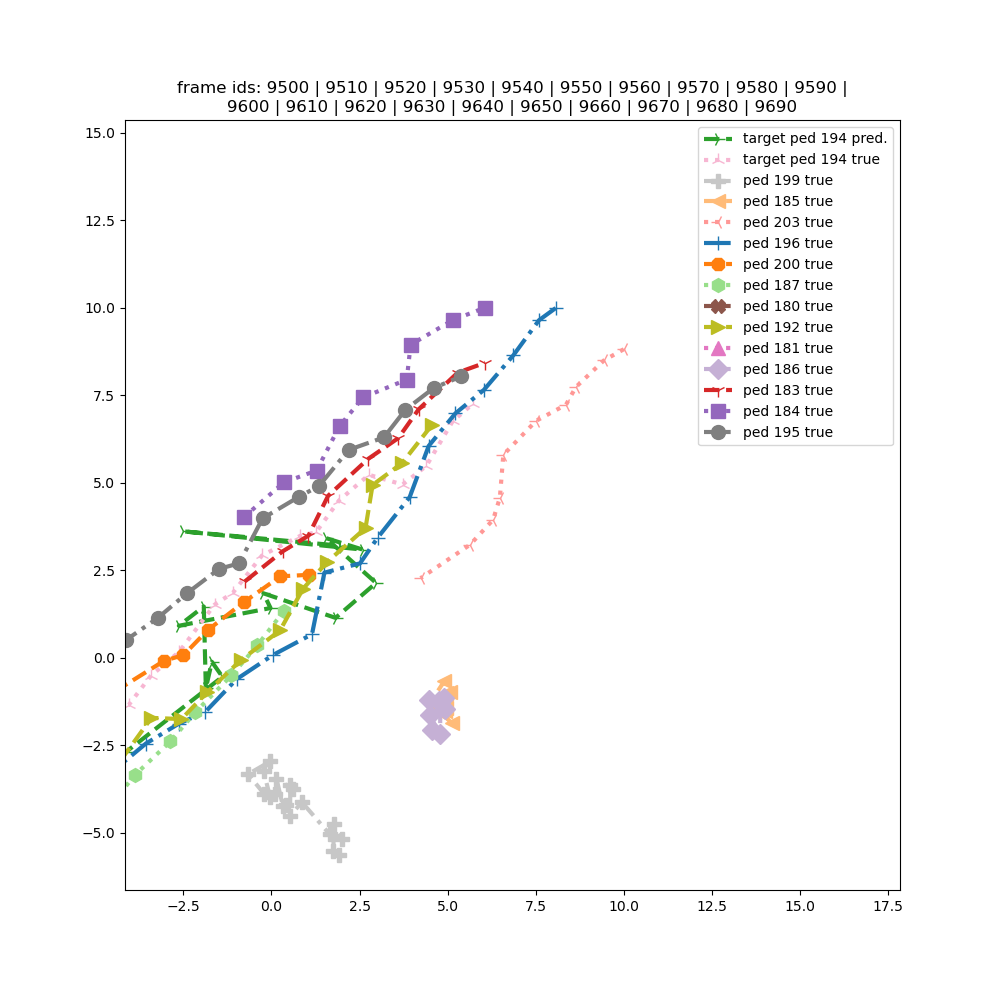 frame ids: 9500 | 9510 | 9520 | 9530 | 9540 | 9550 | 9560 | 9570 | 9580 | 9590 |
9600 | 9610 | 9620 | 9630 | 9640 | 9650 | 9660 | 9670 | 9680 | 9690
15.0
12.5
10.0
7.5
5.0
2.5
0.0
−2.5
−5.0
target ped 194 pred.
target ped 194 true
ped 199 true
ped 185 true
ped 203 true
ped 196 true
ped 200 true
ped 187 true
ped 180 true
ped 192 true
ped 181 true
ped 186 true
ped 183 true
ped 184 true
ped 195 true
−2.5 0.0 2.5 5.0 7.5 10.0 12.5 15.0 17.5